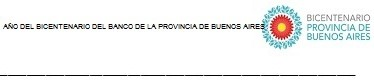 AÑO DEL BICENTENARIO DEL BANCO DE LA PROVINCIA DE BUENOS AIRES
BICENTENARIO
PROVINCIA DE
BUENOS AIRES